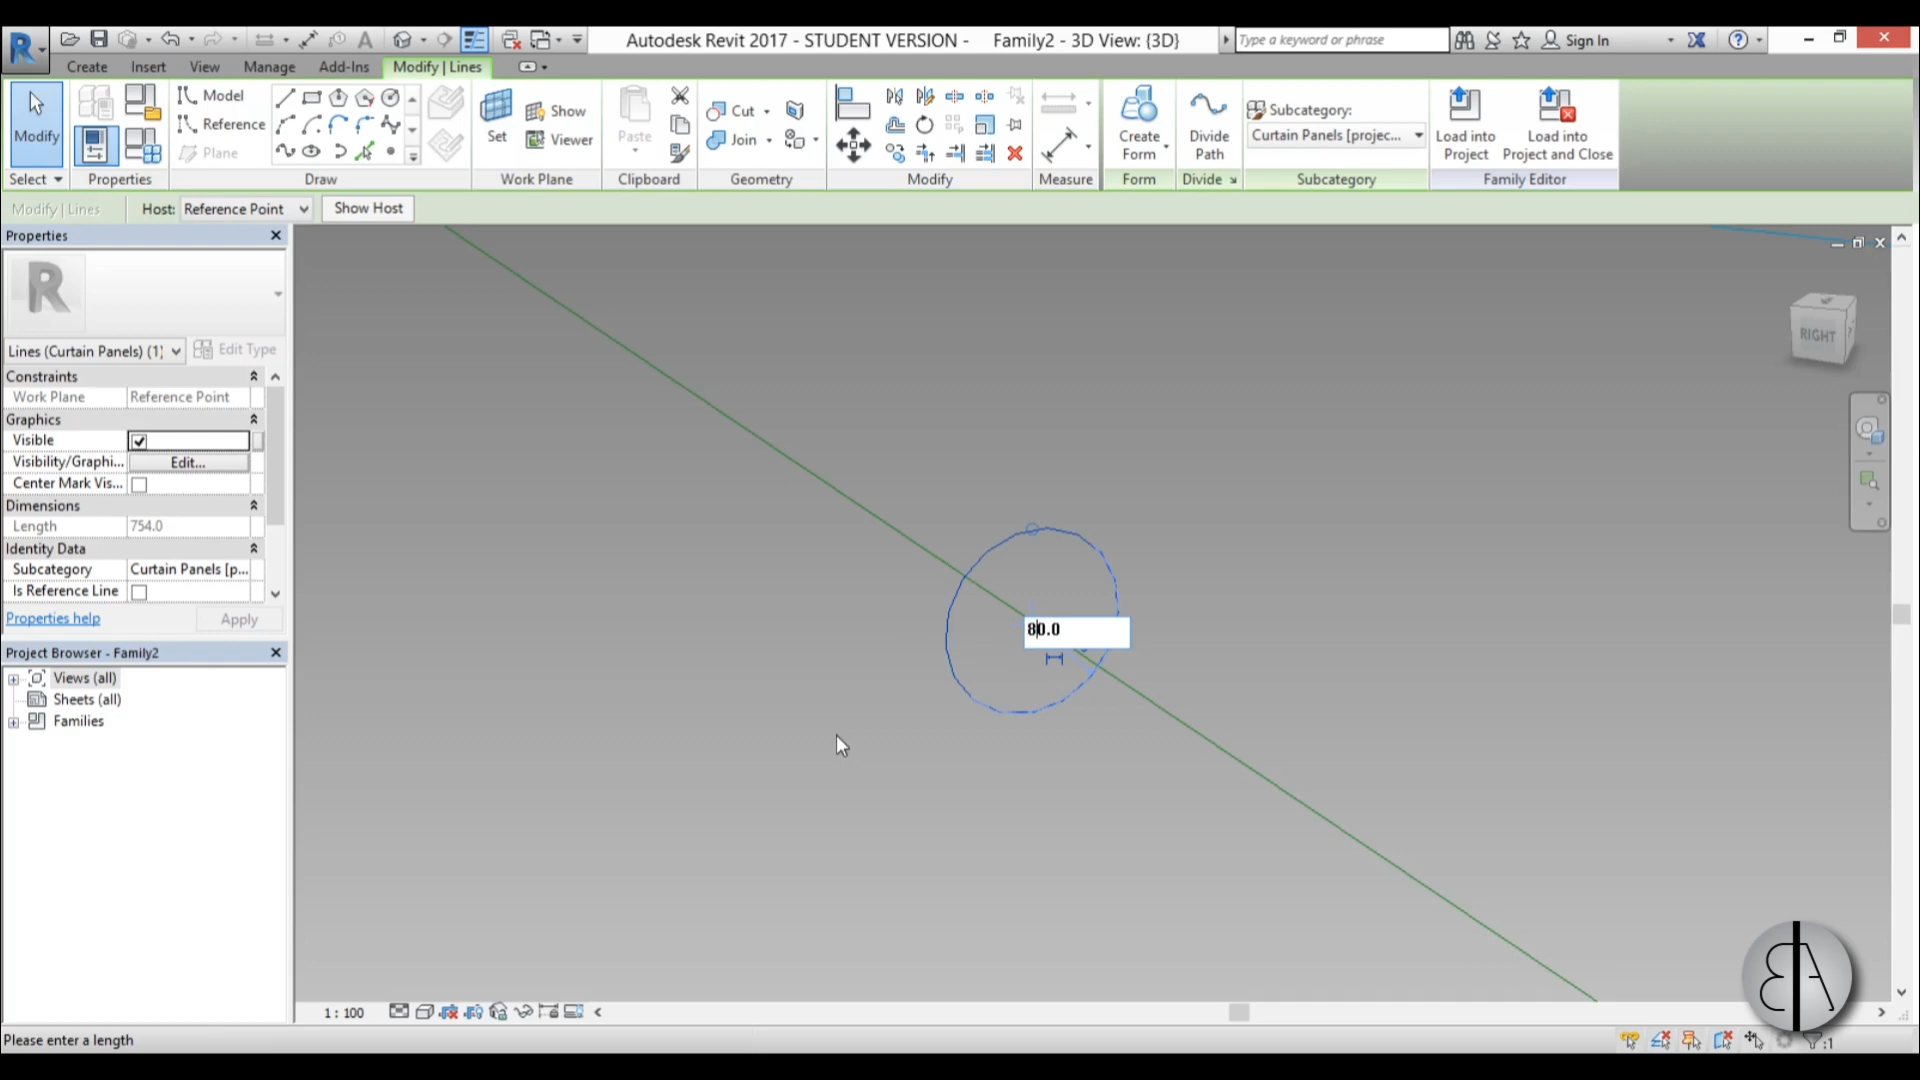 Autodesk Revit 2017 - STUDENT VERSION - Family2 - 3D View: {3D}
Type a keyword or phrase
Sign In
Create Insert View Manage Add-Ins Modify | Lines
Modify
Select
Properties
Model
Reference
Plane
Draw
Set
Show
Viewer
Work Plane
Paste
Clipboard
Cut
Join
Geometry
Modify
Measure
Create Form
Form
Divide Path
Divide
Subcategory:
Curtain Panels [projec...
Subcategory
Load into Project
Load into Project and Close
Family Editor
Modify | Lines Host: Reference Point Show Host
Properties
R
Lines (Curtain Panels) (1) Edit Type
Constraints
Work Plane Reference Point
Graphics
Visible
Visibility/Graphi... Edit...
Center Mark Vis...
Dimensions
Length 754.0
Identity Data
Subcategory Curtain Panels [p...
Is Reference Line
Properties help Apply
Project Browser - Family2
Views (all)
Sheets (all)
Families
80.0
RIGHT
1 : 100
Please enter a length
:1